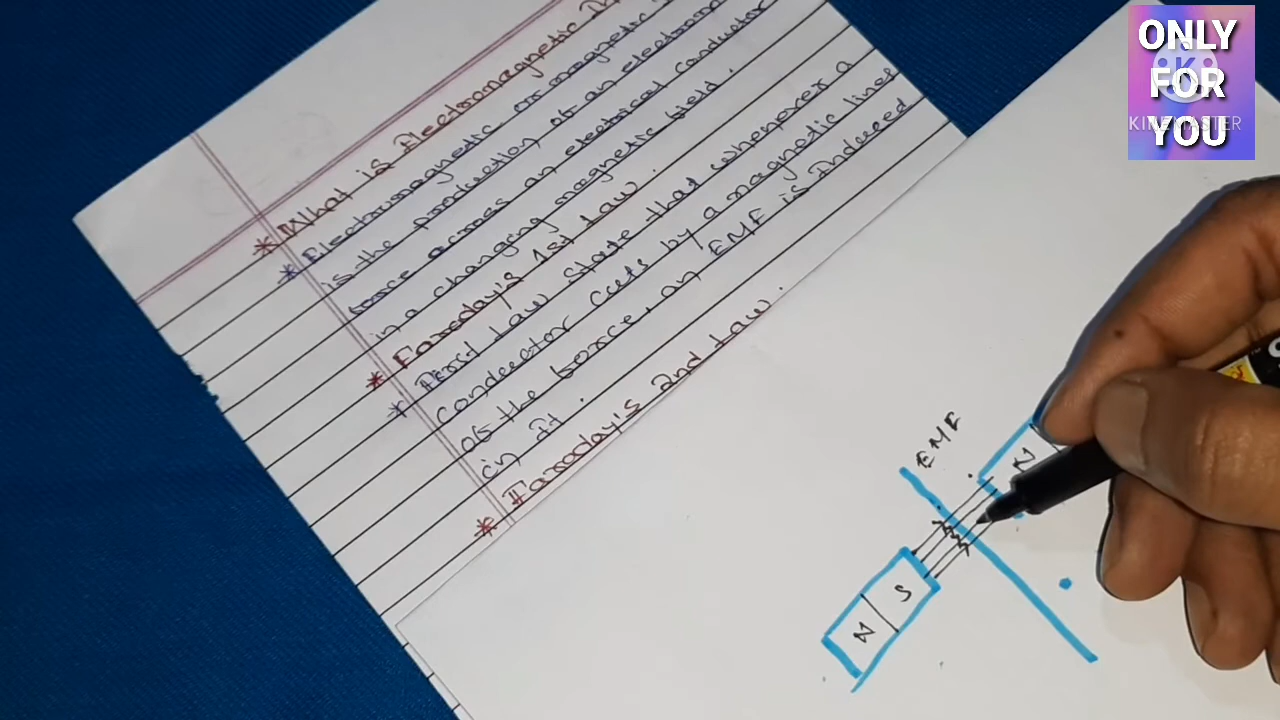 * What is Electromagnetic
* Electromagnetic or magnetic
is the production of an electromo
force across an electrical conductor
in a changing magnetic field.
* Faraday's 1st Law.
* First Law state that whenever a
conductor cuts by a magnetic lines
of the force, an EMF is Induced
in It.
* Faraday's 2nd Law.
EMF
N
S
N
ONLY
FOR
YOU
K
KINEMASTER